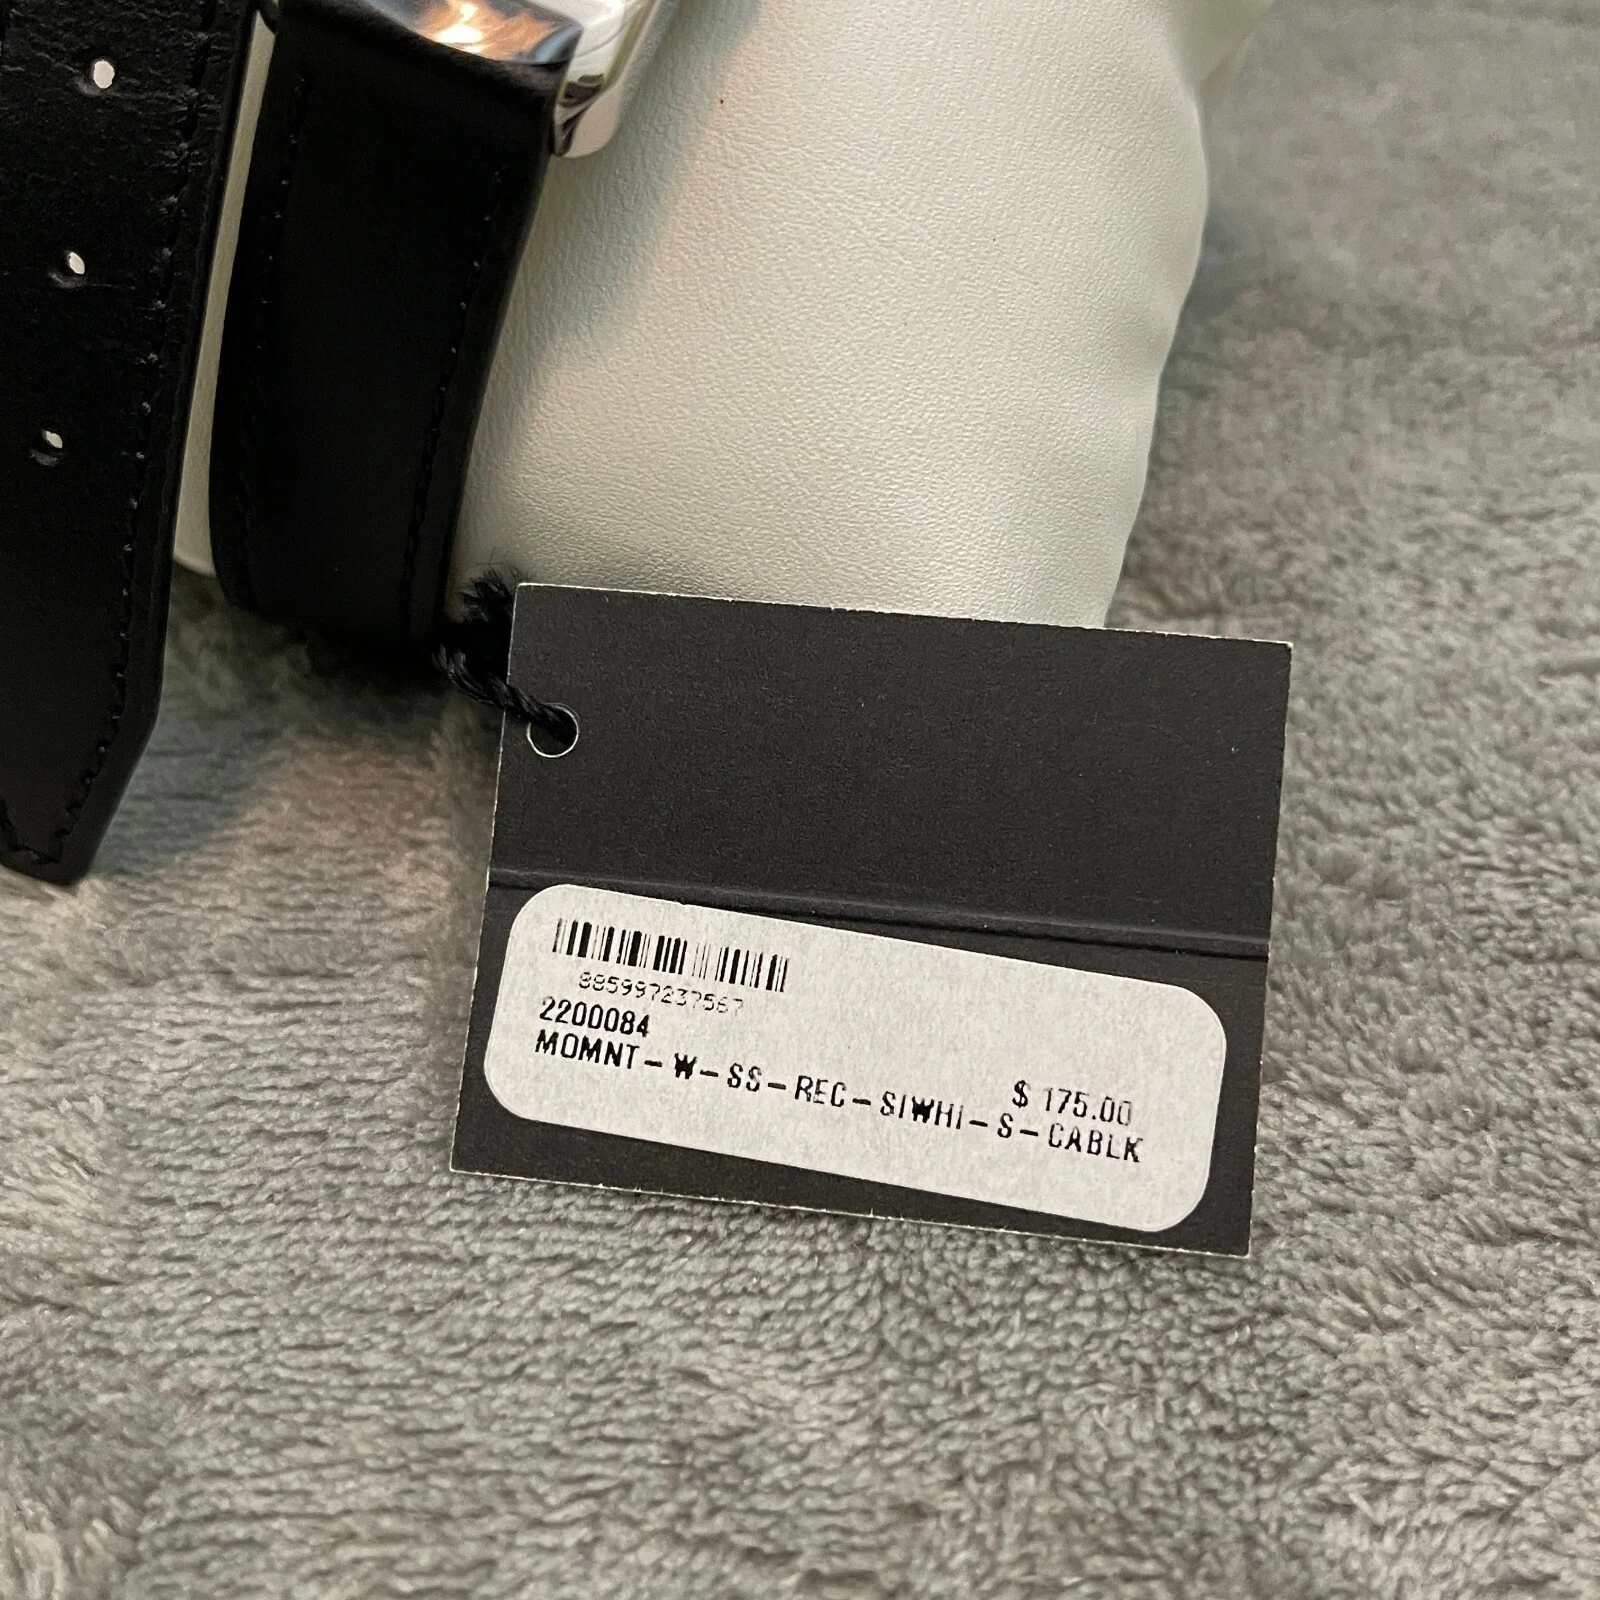 885997237567
2200084
$ 175.00
MOMNT-W-SS-REC-SIWHI-S-CABLK